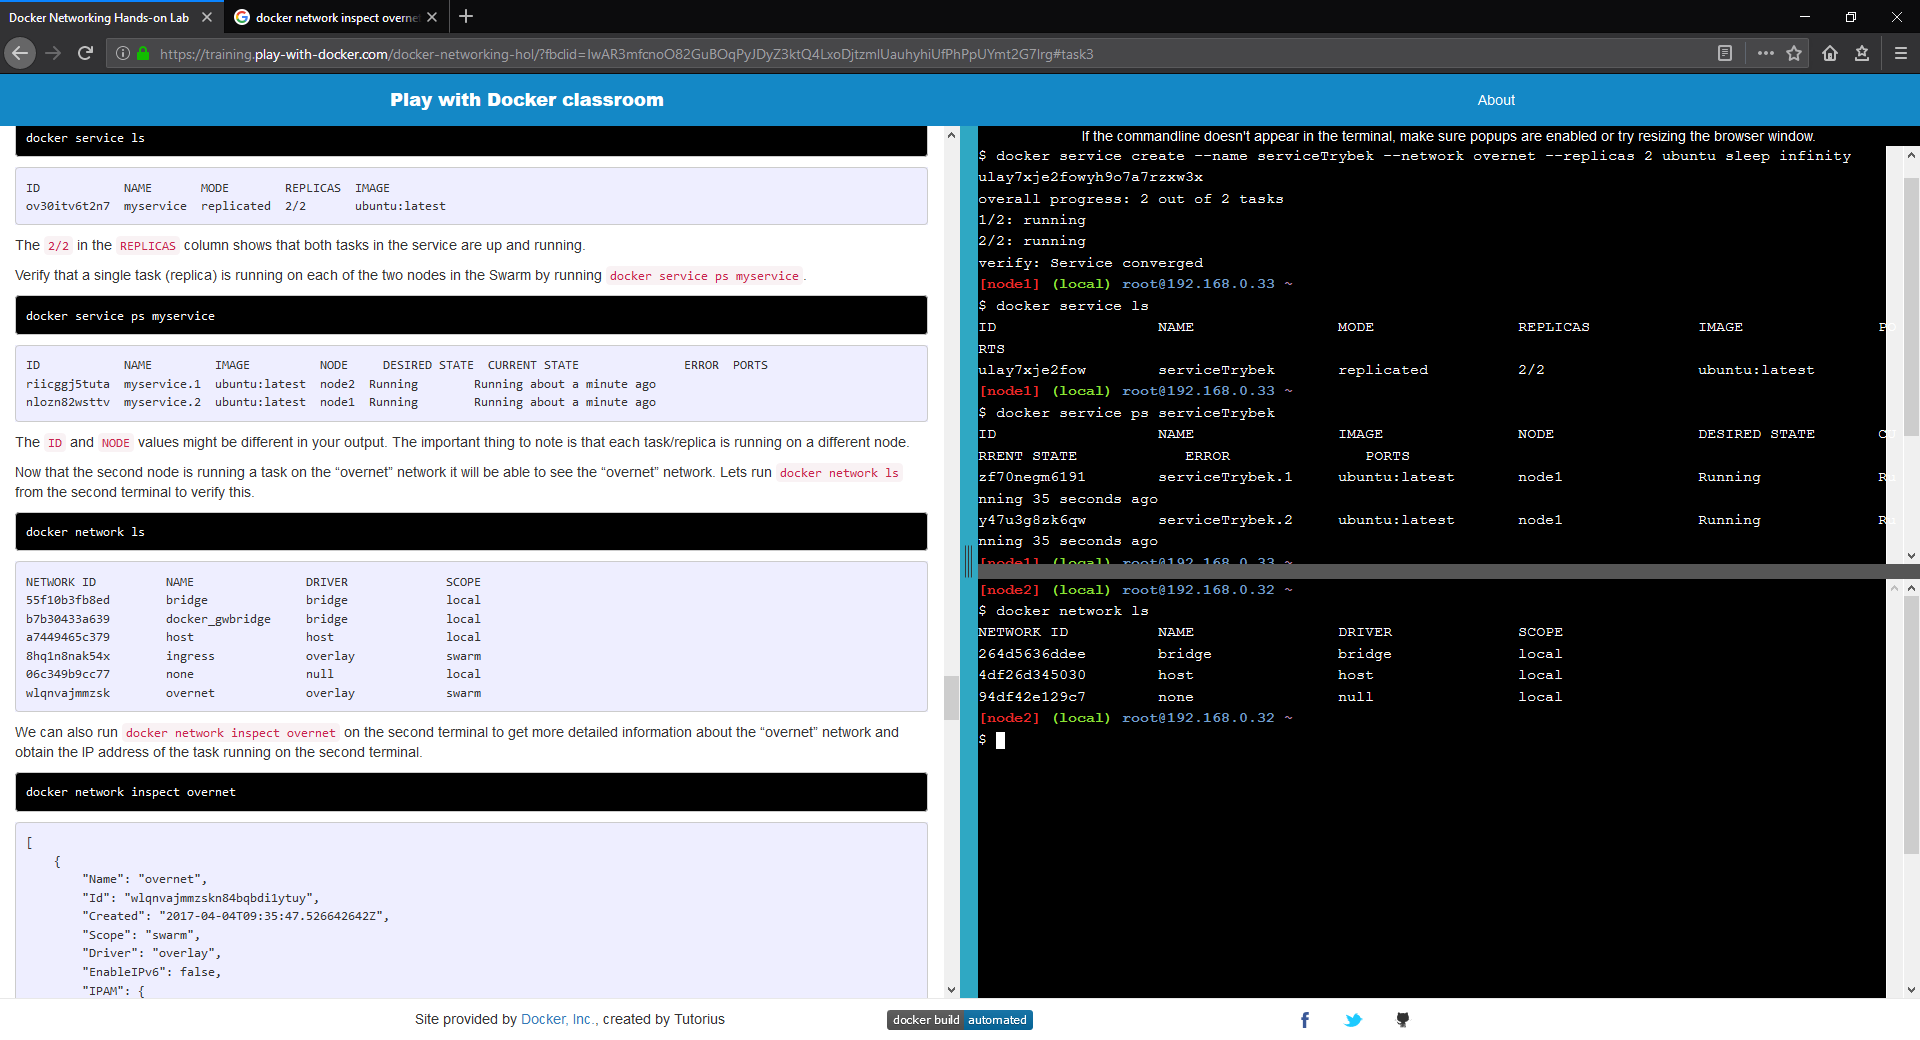 Docker Networking Hands-on Lab
docker network inspect overne
https://training.play-with-docker.com/docker-networking-hol/?fbclid=IwAR3mfcnoO82GuBOqPyJDyZ3ktQ4LxoDjtzmlUauhyhiUfPhPpUYmt2G7lrg#task3
Play with Docker classroom
About
docker service ls
ID NAME MODE REPLICAS IMAGE
ov30itv6t2n7 myservice replicated 2/2 ubuntu:latest
The 2/2 in the REPLICAS column shows that both tasks in the service are up and running.
Verify that a single task (replica) is running on each of the two nodes in the Swarm by running docker service ps myservice.
docker service ps myservice
ID NAME IMAGE NODE DESIRED STATE CURRENT STATE ERROR PORTS
riicggj5tuta myservice.1 ubuntu:latest node2 Running Running about a minute ago
nlozn82wsttv myservice.2 ubuntu:latest node1 Running Running about a minute ago
The ID and NODE values might be different in your output. The important thing to note is that each task/replica is running on a different node.
Now that the second node is running a task on the “overnet” network it will be able to see the “overnet” network. Lets run docker network ls
from the second terminal to verify this.
docker network ls
NETWORK ID NAME DRIVER SCOPE
55f10b3fb8ed bridge bridge local
b7b30433a639 docker_gwbridge bridge local
a7449465c379 host host local
8hq1n8nak54x ingress overlay swarm
06c349b9cc77 none null local
wlqnvajmmzsk overnet overlay swarm
We can also run docker network inspect overnet on the second terminal to get more detailed information about the “overnet” network and
obtain the IP address of the task running on the second terminal.
docker network inspect overnet
[
{
"Name": "overnet",
"Id": "wlqnvajmmzskn84bqbdi1ytuy",
"Created": "2017-04-04T09:35:47.526642642Z",
"Scope": "swarm",
"Driver": "overlay",
"EnableIPv6": false,
"IPAM": {
If the commandline doesn't appear in the terminal, make sure popups are enabled or try resizing the browser window.
$ docker service create --name serviceTrybek --network overnet --replicas 2 ubuntu sleep infinity
ulay7xje2fowyh9o7a7rzxw3x
overall progress: 2 out of 2 tasks
1/2: running
2/2: running
verify: Service converged
[node1] (local) root@192.168.0.33 ~
$ docker service ls
ID NAME MODE REPLICAS IMAGE PO
RTS
ulay7xje2fow serviceTrybek replicated 2/2 ubuntu:latest
[node1] (local) root@192.168.0.33 ~
$ docker service ps serviceTrybek
ID NAME IMAGE NODE DESIRED STATE CU
RRENT STATE ERROR PORTS
zf70negm6191 serviceTrybek.1 ubuntu:latest node1 Running Ru
nning 35 seconds ago
y47u3g8zk6qw serviceTrybek.2 ubuntu:latest node1 Running Ru
nning 35 seconds ago
[node1] (local) root@192.168.0.33 ~
[node2] (local) root@192.168.0.32 ~
$ docker network ls
NETWORK ID NAME DRIVER SCOPE
264d5636ddee bridge bridge local
4df26d345030 host host local
94df42e129c7 none null local
[node2] (local) root@192.168.0.32 ~
$
Site provided by Docker, Inc., created by Tutorius
docker build automated